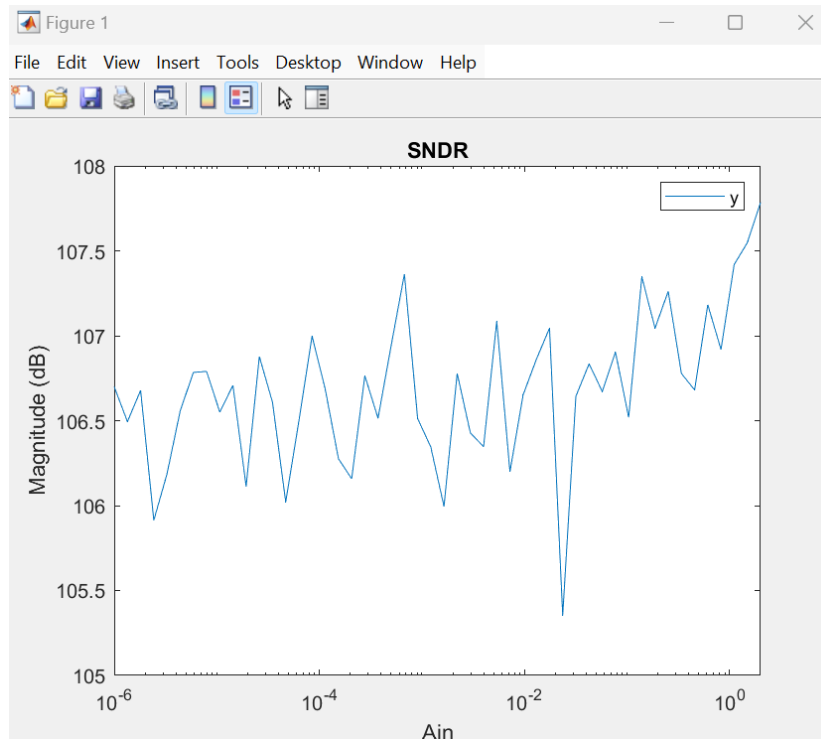 Figure 1
File Edit View Insert Tools Desktop Window Help
SNDR
108
y
107.5
107
106.5
106
105.5
105
Magnitude (dB)
10^-6 10^-4 10^-2 10^0
Ain